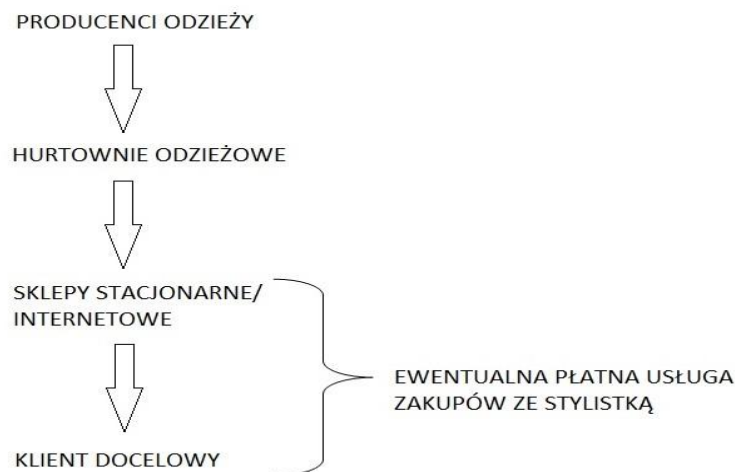 PRODUCENCI ODZIEŻY
HURTOWNIE ODZIEŻOWE
SKLEPY STACJONARNE/
INTERNETOWE
EWENTUALNA PŁATNA USŁUGA
ZAKUPÓW ZE STYLISTKĄ
KLIENT DOCELOWY